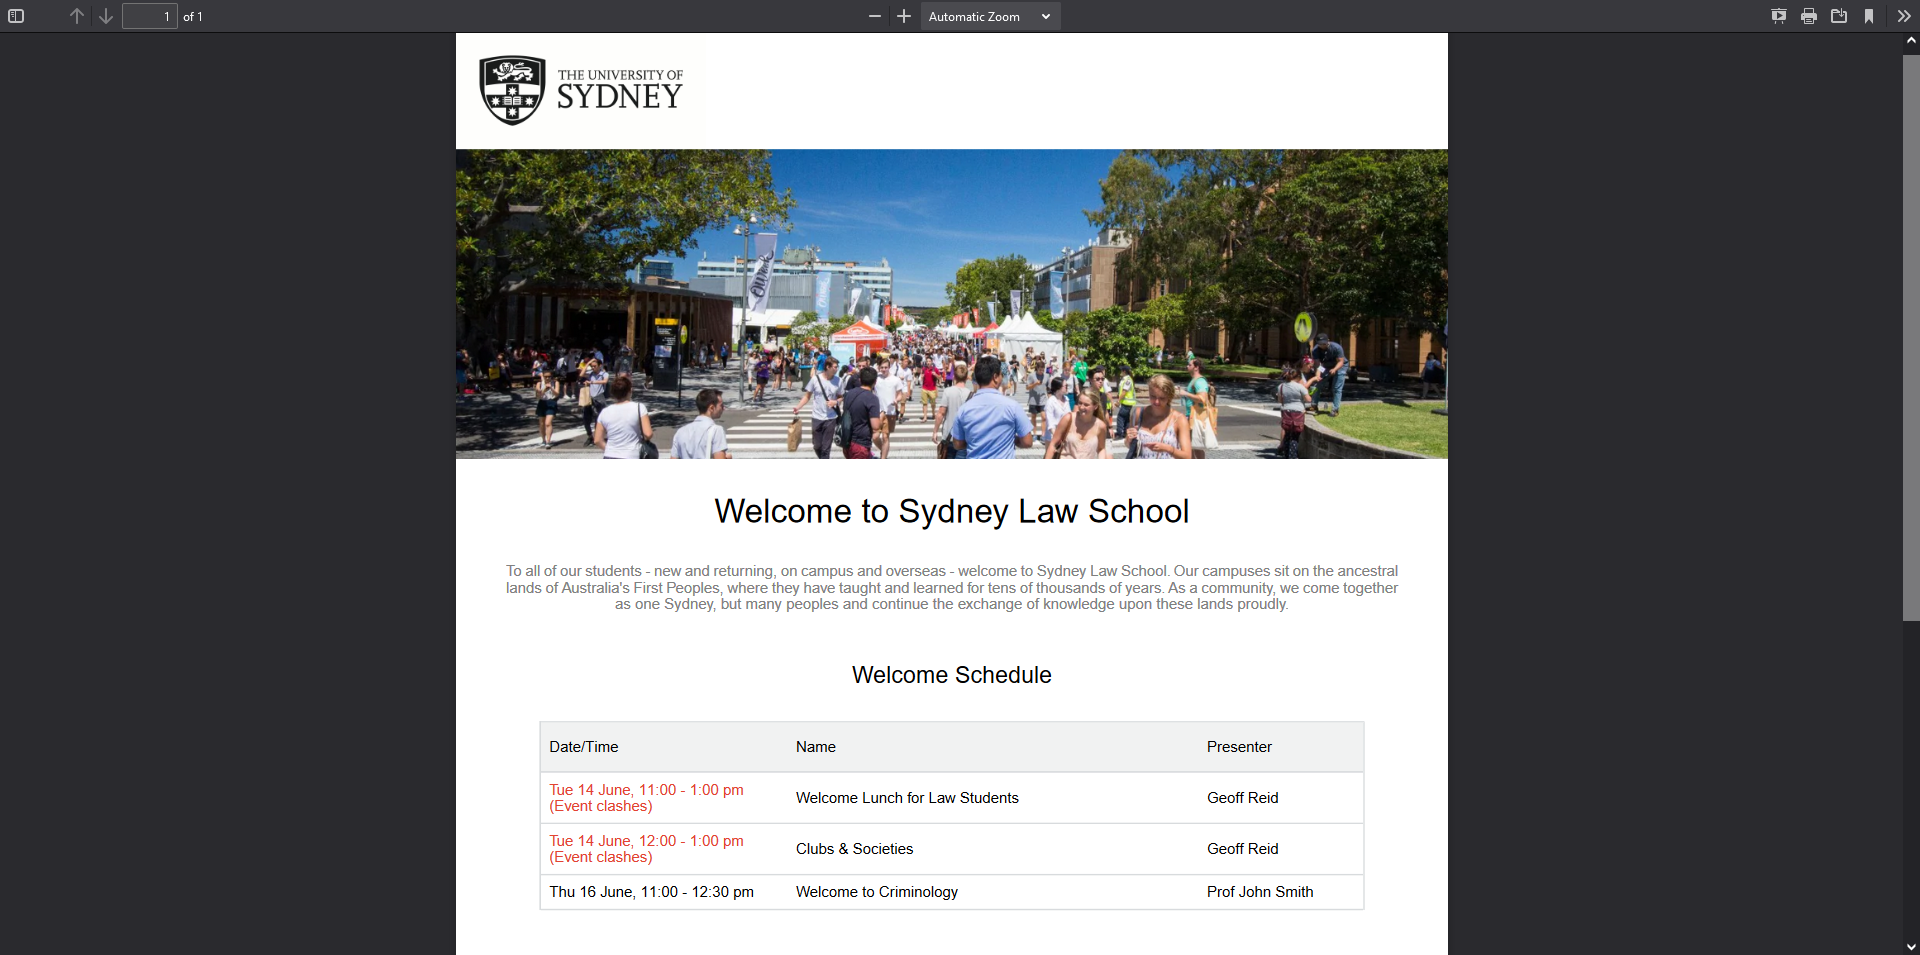 1 of 1
Automatic Zoom
THE UNIVERSITY OF
SYDNEY
Welcome to Sydney Law School
To all of our students - new and returning, on campus and overseas - welcome to Sydney Law School. Our campuses sit on the ancestral
lands of Australia's First Peoples, where they have taught and learned for tens of thousands of years. As a community, we come together
as one Sydney, but many peoples and continue the exchange of knowledge upon these lands proudly.
Welcome Schedule
Date/Time Name Presenter
Tue 14 June, 11:00 - 1:00 pm
(Event clashes) Welcome Lunch for Law Students Geoff Reid
Tue 14 June, 12:00 - 1:00 pm
(Event clashes) Clubs & Societies Geoff Reid
Thu 16 June, 11:00 - 12:30 pm Welcome to Criminology Prof John Smith